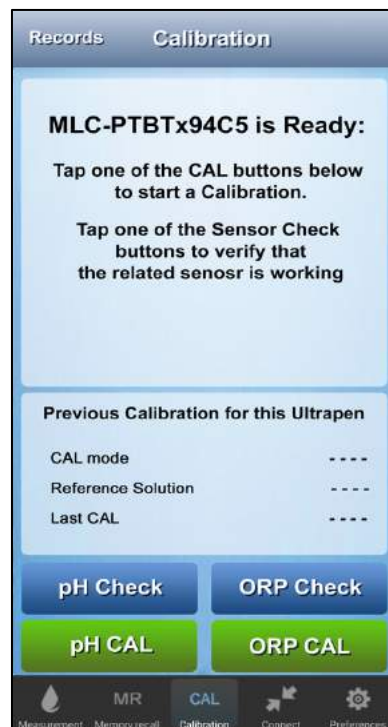 Records Calibration
MLC-PTBTx94C5 is Ready:
Tap one of the CAL buttons below
to start a Calibration.
Tap one of the Sensor Check
buttons to verify that
the related senosr is working
Previous Calibration for this Ultrapen
CAL mode ----
Reference Solution ----
Last CAL ----
pH Check ORP Check
pH CAL ORP CAL
MR CAL
Measurement Memory recall Calibration Connect Preferences